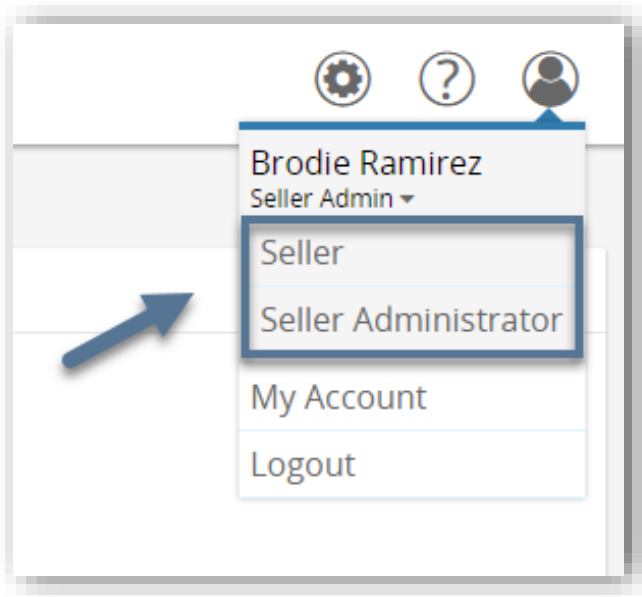 ?
Brodie Ramirez
Seller Admin
Seller
Seller Administrator
My Account
Logout